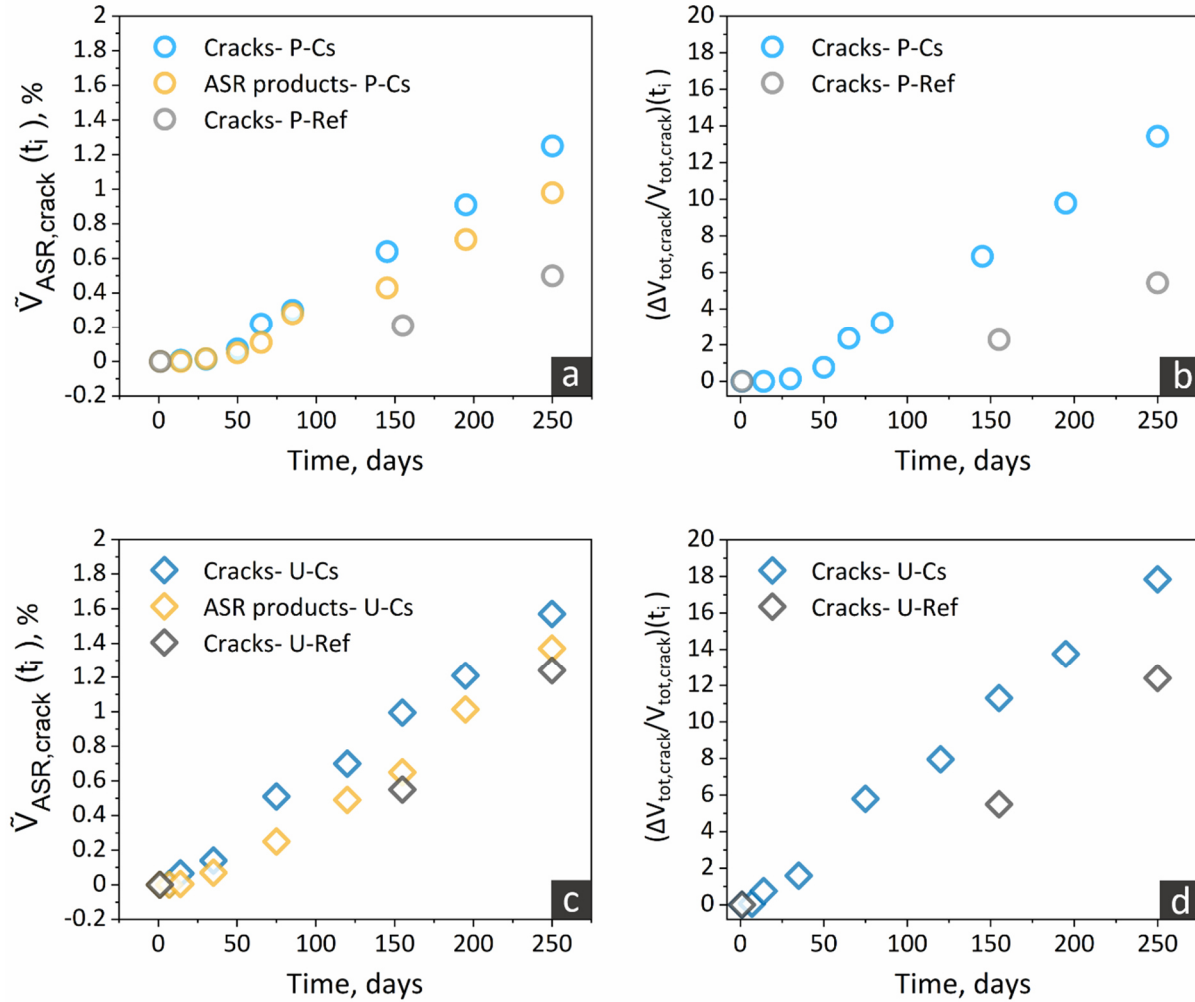 Ṽ_ASR,crack (tᵢ), %
2
1.8
1.6
1.4
1.2
1
0.8
0.6
0.4
0.2
0
-0.2
Cracks- P-Cs
ASR products- P-Cs
Cracks- P-Ref
a
0 50 100 150 200 250
Time, days
(ΔV_tot,crack/V_tot,crack)(tᵢ)
20
18
16
14
12
10
8
6
4
2
0
Cracks- P-Cs
Cracks- P-Ref
b
0 50 100 150 200 250
Time, days
Ṽ_ASR,crack (tᵢ), %
2
1.8
1.6
1.4
1.2
1
0.8
0.6
0.4
0.2
0
-0.2
Cracks- U-Cs
ASR products- U-Cs
Cracks- U-Ref
c
0 50 100 150 200 250
Time, days
(ΔV_tot,crack/V_tot,crack)(tᵢ)
20
18
16
14
12
10
8
6
4
2
0
Cracks- U-Cs
Cracks- U-Ref
d
0 50 100 150 200 250
Time, days